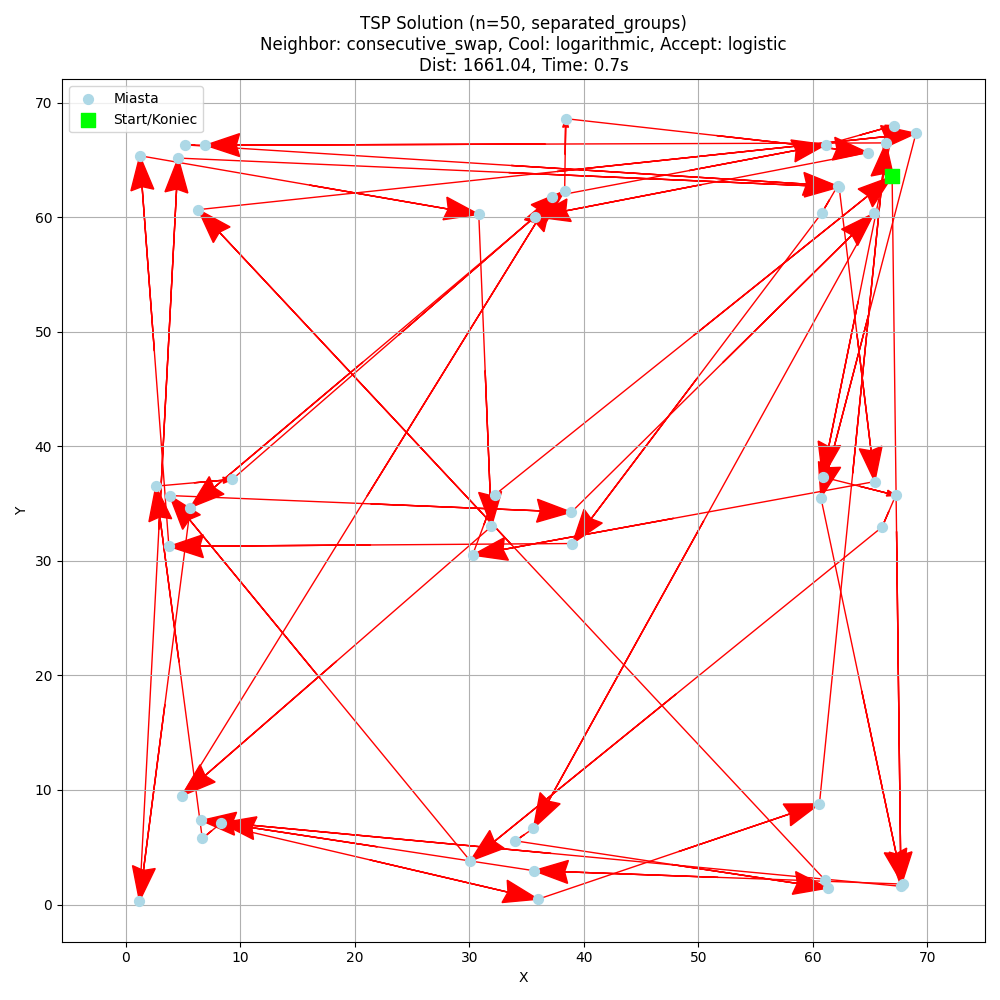 TSP Solution (n=50, separated_groups)
Neighbor: consecutive_swap, Cool: logarithmic, Accept: logistic
Dist: 1661.04, Time: 0.7s
Miasta
Start/Koniec
70
60
50
40
30
20
10
0
Y
0 10 20 30 40 50 60 70
X